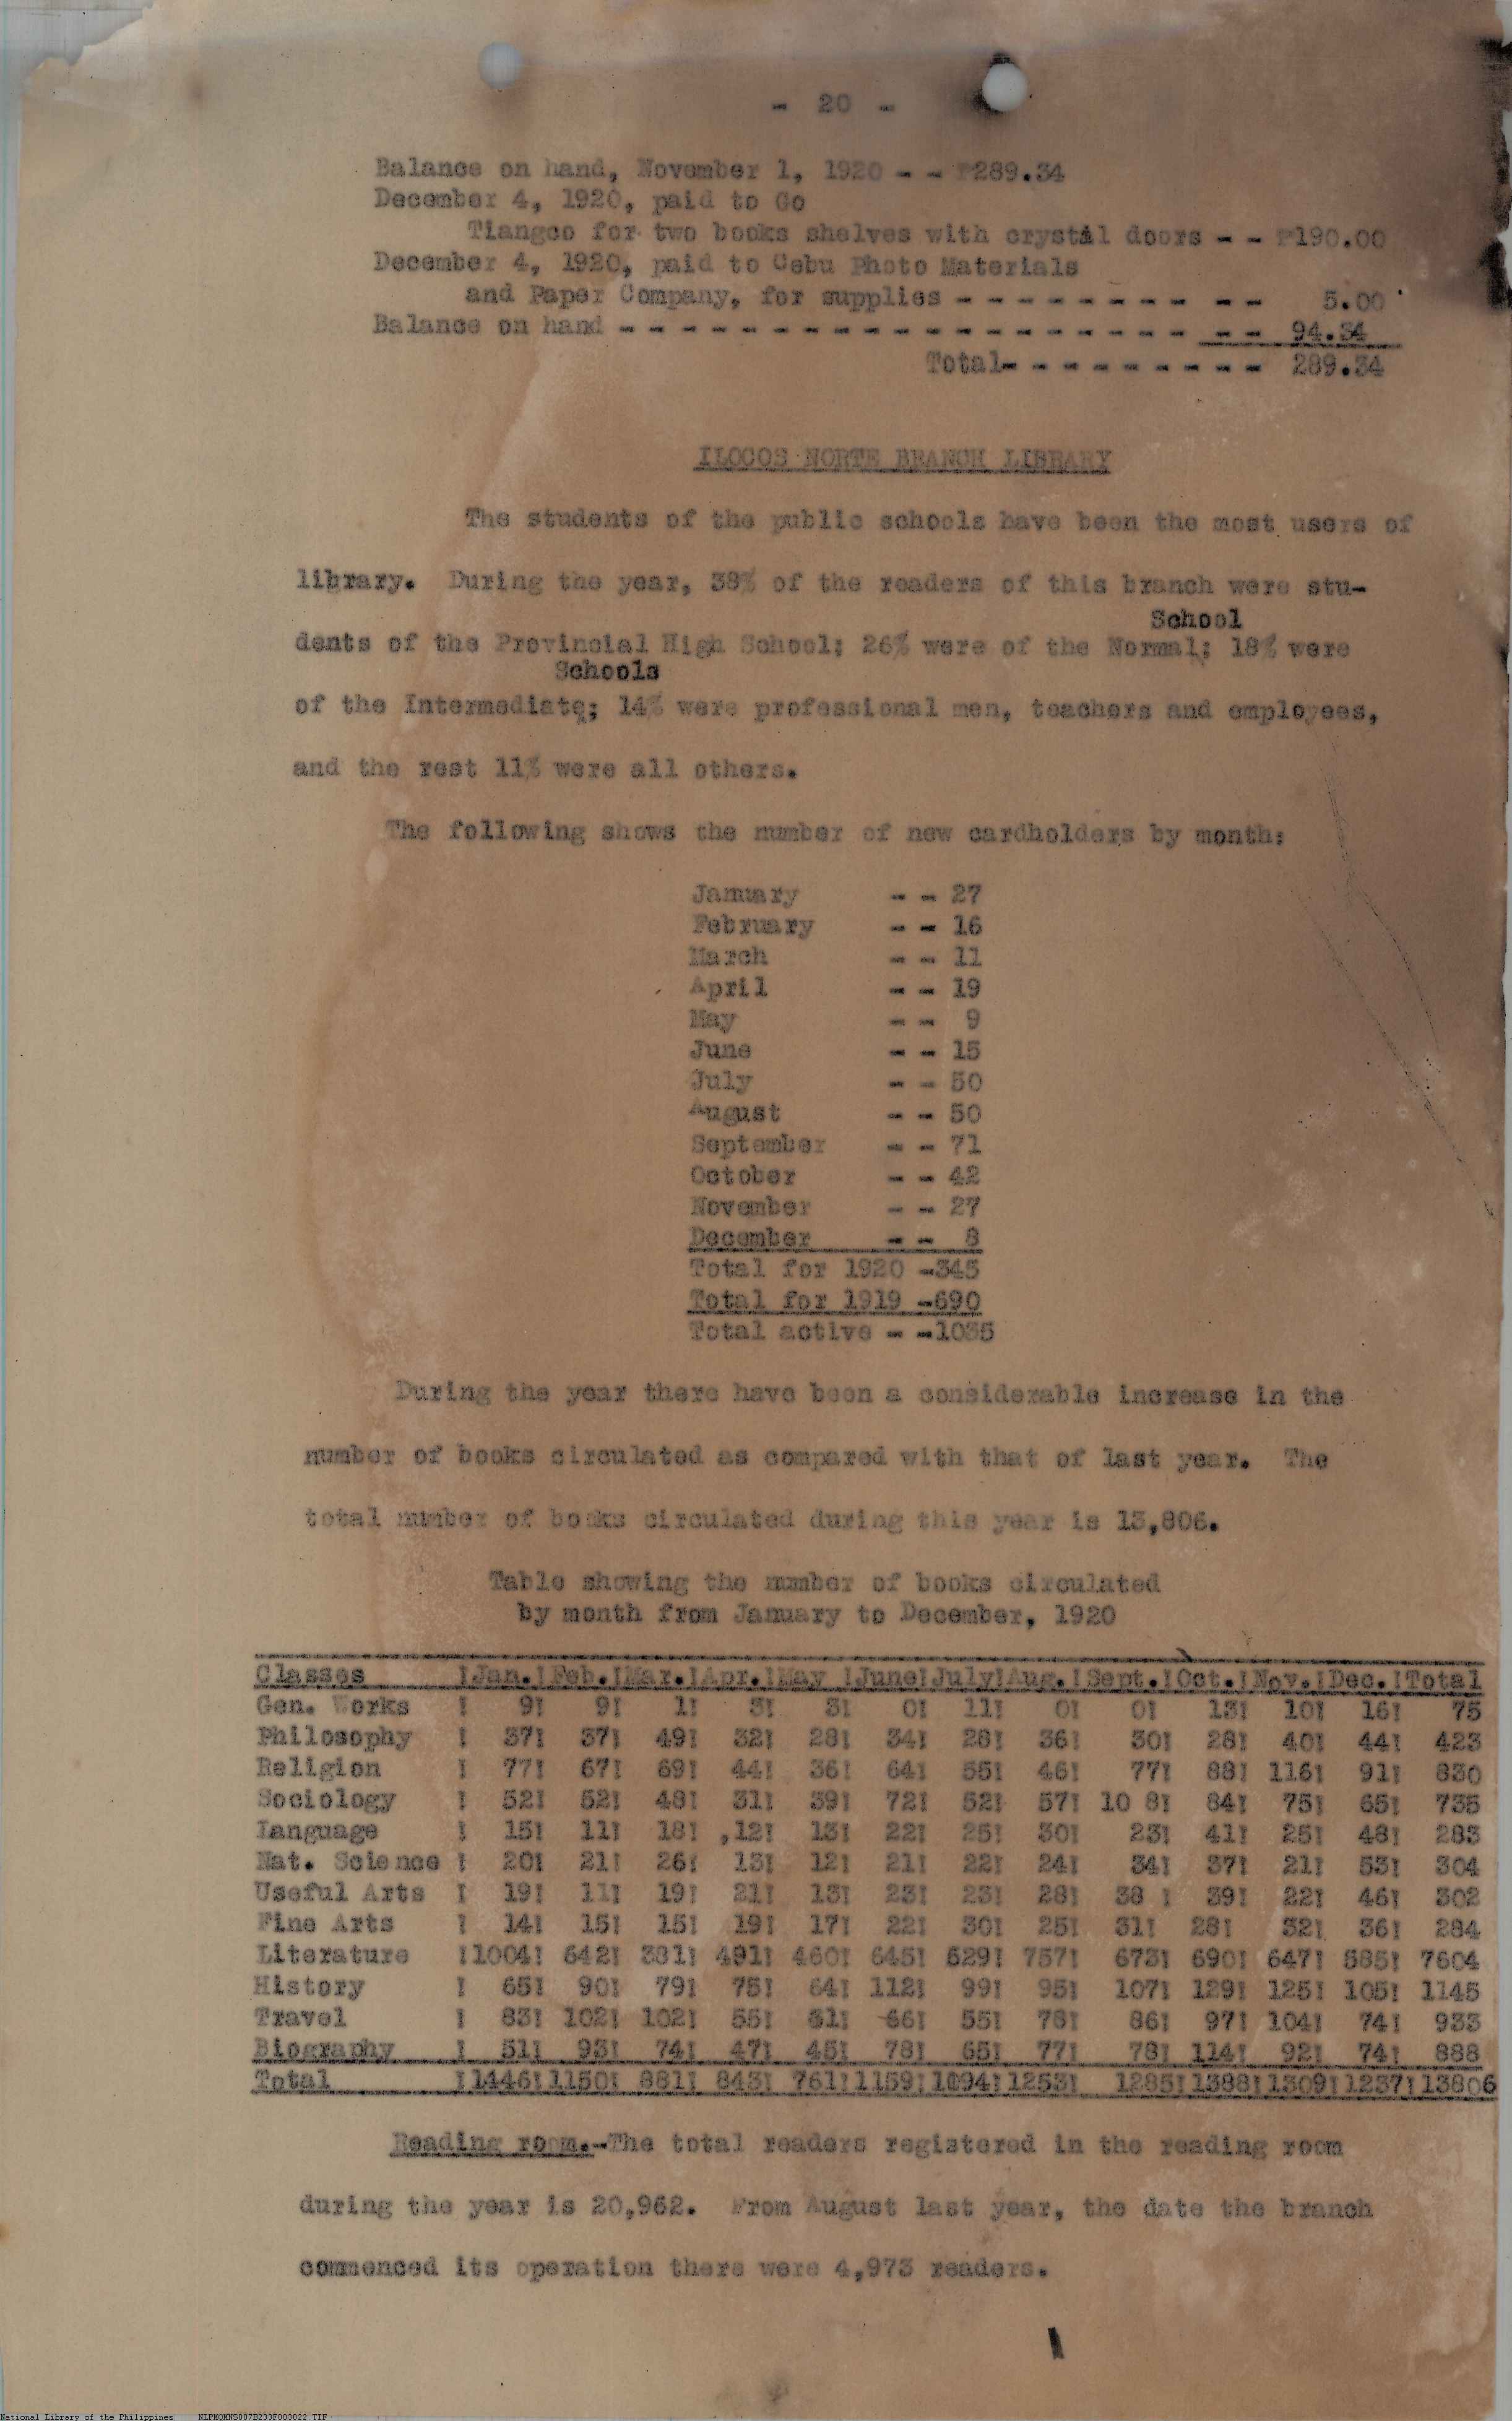 - 20 -
Balance on hand, November 1, 1920 - - ₱289.34
December 4, 1920, paid to Go
Tiangco for two books shelves with crystal doors - - ₱190.00
December 4, 1920, paid to Cebu Photo Materials
and Paper Company, for supplies - - - - - - - - - - 5.00
Balance on hand - - - - - - - - - - - - - - - - - - - - - 94.34
Total- - - - - - - - - 289.34
ILOCOS NORTE BRANCH LIBRARY
The students of the public schools have been the most users of
library. During the year, 38% of the readers of this branch were stu-
School
dents of the Provincial High School; 26% were of the Normal; 18% were
Schools
of the Intermediate; 14% were professional men, teachers and employees,
and the rest 11% were all others.
The following shows the number of new cardholders by month:
January - - 27
February - - 16
March - - 11
April - - 19
May - - 9
June - - 15
July - - 50
August - - 50
September - - 71
October - - 42
November - - 27
December - - 8
Total for 1920 -345
Total for 1919 -690
Total active - -1035
During the year there have been a considerable increase in the
number of books circulated as compared with that of last year. The
total number of books circulated during this year is 13,806.
Table showing the number of books circulated
by month from January to December, 1920
Classes !Jan.!Feb.!Mar.!Apr.!May !June!July!Aug.!Sept.!Oct.!Nov.!Dec.!Total
Gen. Works ! 9! 9! 1! 3! 3! 0! 11! 0! 0! 13! 10! 16! 75
Philosophy ! 37! 37! 49! 32! 28! 34! 28! 36! 30! 28! 40! 44! 423
Religion ! 77! 67! 69! 44! 36! 64! 55! 46! 77! 88! 116! 91! 830
Sociology ! 52! 52! 48! 31! 39! 72! 52! 57! 10 8! 84! 75! 65! 735
Language ! 15! 11! 18! ,12! 13! 22! 25! 30! 23! 41! 25! 48! 283
Nat. Science ! 20! 21! 26! 13! 12! 21! 22! 24! 34! 37! 21! 53! 304
Useful Arts ! 19! 11! 19! 21! 13! 23! 23! 28! 38 ! 39! 22! 46! 302
Fine Arts ! 14! 15! 15! 19! 17! 22! 30! 25! 31! 28! 32! 36! 284
Literature !1004! 642! 381! 491! 460! 645! 629! 757! 673! 690! 647! 585! 7604
History ! 65! 90! 79! 75! 64! 112! 99! 95! 107! 129! 125! 105! 1145
Travel ! 83! 102! 102! 55! 31! 66! 55! 78! 86! 97! 104! 74! 933
Biography ! 51! 93! 74! 47! 45! 78! 65! 77! 78! 114! 92! 74! 888
Total !1446!1150! 881! 843! 761!1159!1094!1253! 1285!1388!1309!1237!13806
Reading room.-The total readers registered in the reading room
during the year is 20,962. From August last year, the date the branch
commenced its operation there were 4,973 readers.
National Library of the Philippines NLPMQMNS007B233F003022.TIF